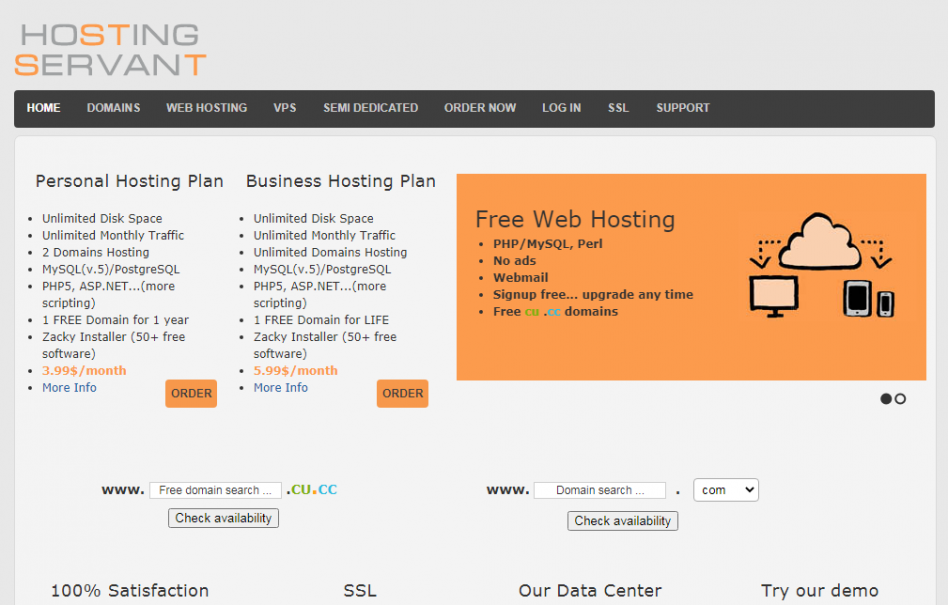 HOSTING
SERVANT
HOME DOMAINS WEB HOSTING VPS SEMI DEDICATED ORDER NOW LOG IN SSL SUPPORT
Personal Hosting Plan
Unlimited Disk Space
Unlimited Monthly Traffic
2 Domains Hosting
MySQL(v.5)/PostgreSQL
PHP5, ASP.NET...(more
scripting)
1 FREE Domain for 1 year
Zacky Installer (50+ free
software)
3.99$/month
More Info
ORDER
Business Hosting Plan
Unlimited Disk Space
Unlimited Monthly Traffic
Unlimited Domains Hosting
MySQL(v.5)/PostgreSQL
PHP5, ASP.NET...(more
scripting)
1 FREE Domain for LIFE
Zacky Installer (50+ free
software)
5.99$/month
More Info
ORDER
Free Web Hosting
PHP/MySQL, Perl
No ads
Webmail
Signup free... upgrade any time
Free cu .cc domains
www. Free domain search ... .CU.CC
Check availability
www. Domain search ... . com
Check availability
100% Satisfaction SSL Our Data Center Try our demo